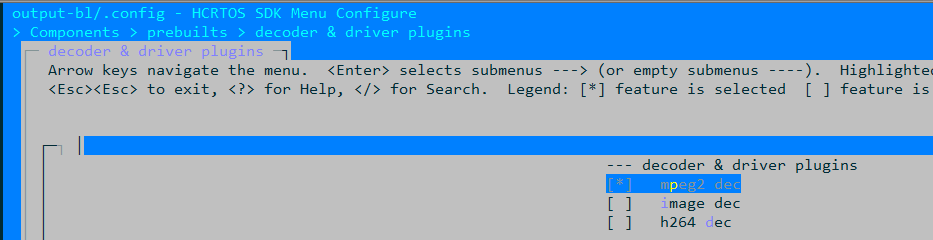 output-bl/.config - HCRTOS SDK Menu Configure
> Components > prebuilts > decoder & driver plugins
decoder & driver plugins
Arrow keys navigate the menu.  <Enter> selects submenus ---> (or empty submenus ----).  Highlighted
<Esc><Esc> to exit, <?> for Help, </> for Search.  Legend: [*] feature is selected  [ ] feature is
--- decoder & driver plugins
[*]   mpeg2 dec
[ ]   image dec
[ ]   h264 dec